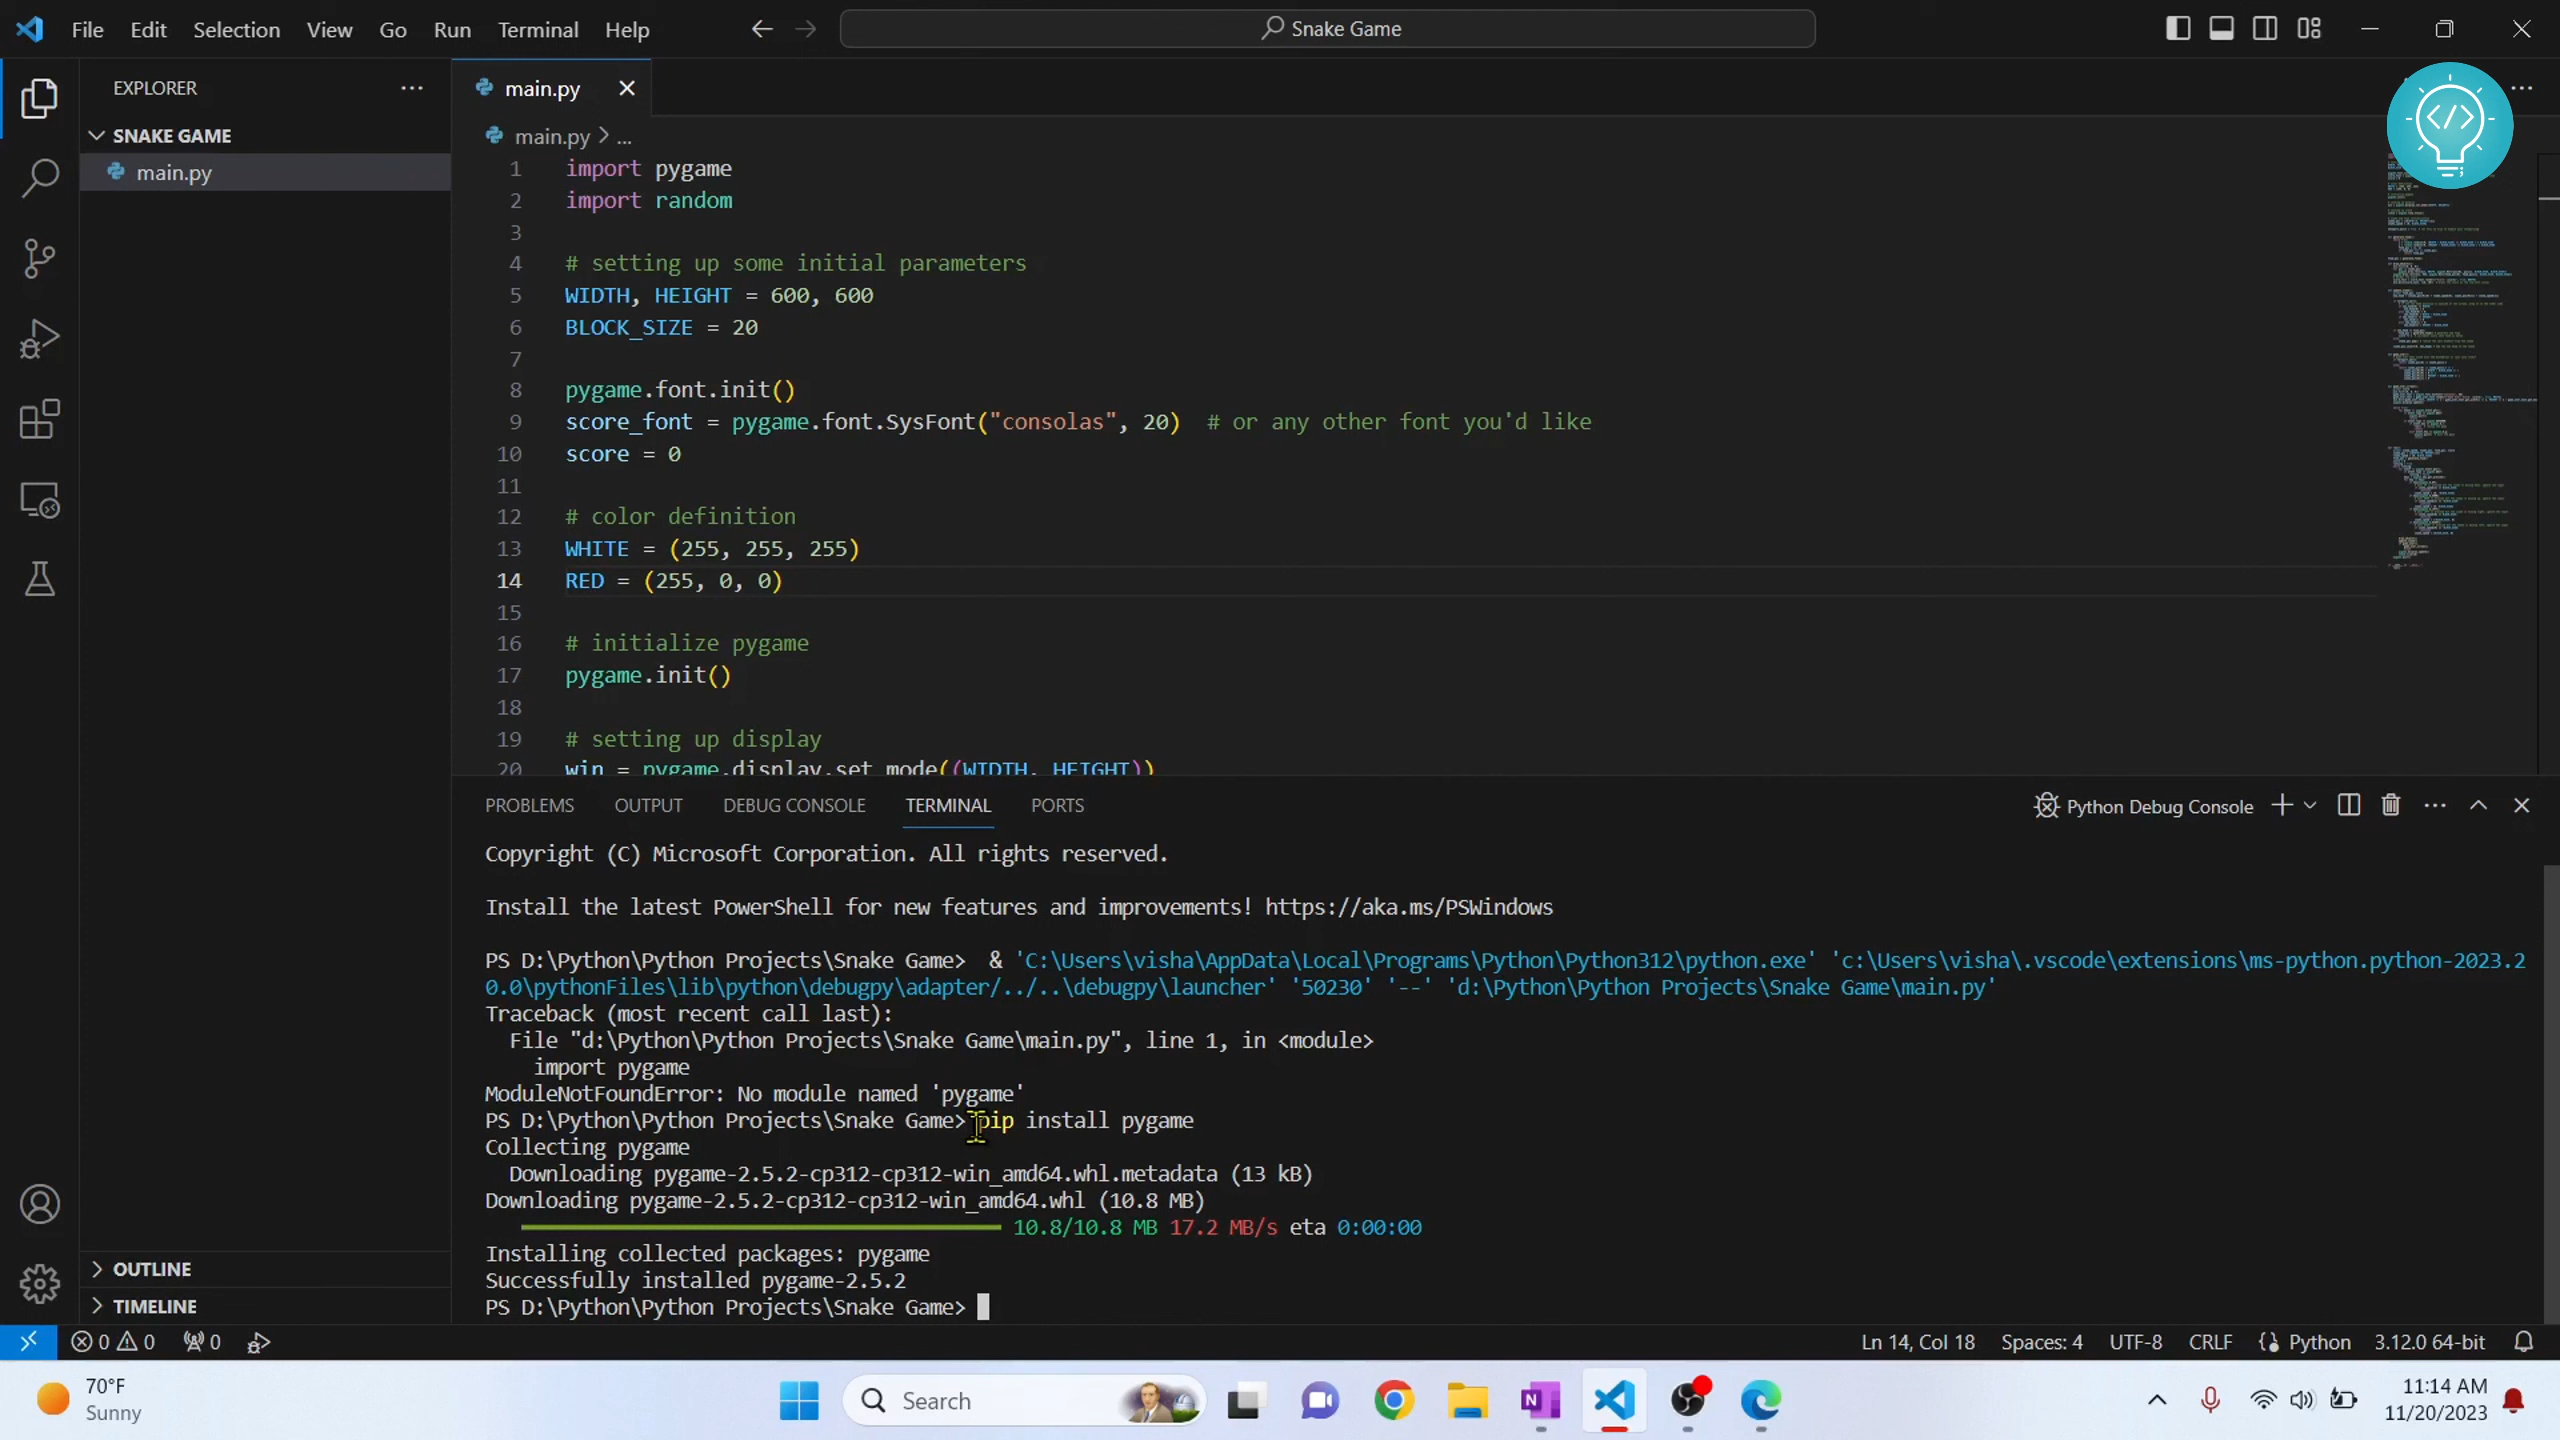 File Edit Selection View Go Run Terminal Help
Snake Game
EXPLORER
SNAKE GAME
main.py
OUTLINE
TIMELINE
main.py
main.py > ...
1 import pygame
2 import random
3
4 # setting up some initial parameters
5 WIDTH, HEIGHT = 600, 600
6 BLOCK_SIZE = 20
7
8 pygame.font.init()
9 score_font = pygame.font.SysFont("consolas", 20)  # or any other font you'd like
10 score = 0
11
12 # color definition
13 WHITE = (255, 255, 255)
14 RED = (255, 0, 0)
15
16 # initialize pygame
17 pygame.init()
18
19 # setting up display
20 win = pygame.display.set_mode((WIDTH, HEIGHT))
PROBLEMS OUTPUT DEBUG CONSOLE TERMINAL PORTS
Python Debug Console
Copyright (C) Microsoft Corporation. All rights reserved.
Install the latest PowerShell for new features and improvements! https://aka.ms/PSWindows
PS D:\Python\Python Projects\Snake Game>  & 'C:\Users\visha\AppData\Local\Programs\Python\Python312\python.exe' 'c:\Users\visha\.vscode\extensions\ms-python.python-2023.2
0.0\pythonFiles\lib\python\debugpy\adapter/../..\debugpy\launcher' '50230' '--' 'd:\Python\Python Projects\Snake Game\main.py'
Traceback (most recent call last):
File "d:\Python\Python Projects\Snake Game\main.py", line 1, in <module>
import pygame
ModuleNotFoundError: No module named 'pygame'
PS D:\Python\Python Projects\Snake Game> pip install pygame
Collecting pygame
Downloading pygame-2.5.2-cp312-cp312-win_amd64.whl.metadata (13 kB)
Downloading pygame-2.5.2-cp312-cp312-win_amd64.whl (10.8 MB)
10.8/10.8 MB 17.2 MB/s eta 0:00:00
Installing collected packages: pygame
Successfully installed pygame-2.5.2
PS D:\Python\Python Projects\Snake Game>
0 0 0
Ln 14, Col 18 Spaces: 4 UTF-8 CRLF Python 3.12.0 64-bit
70°F
Sunny
Search
11:14 AM
11/20/2023